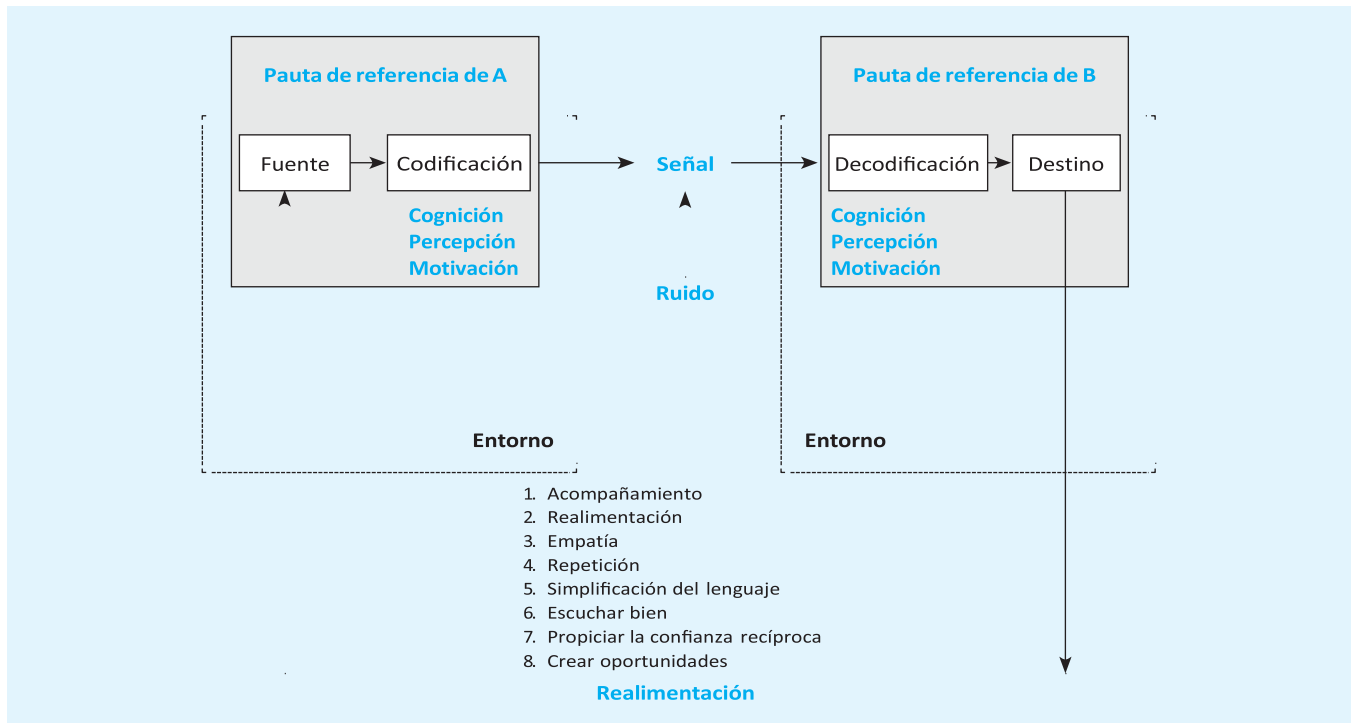 Pauta de referencia de A
Pauta de referencia de B
Fuente
Codificación
Señal
Decodificación
Destino
Cognición
Percepción
Motivación
Cognición
Percepción
Motivación
Ruido
Entorno
Entorno
1. Acompañamiento
2. Realimentación
3. Empatía
4. Repetición
5. Simplificación del lenguaje
6. Escuchar bien
7. Propiciar la confianza recíproca
8. Crear oportunidades
Realimentación